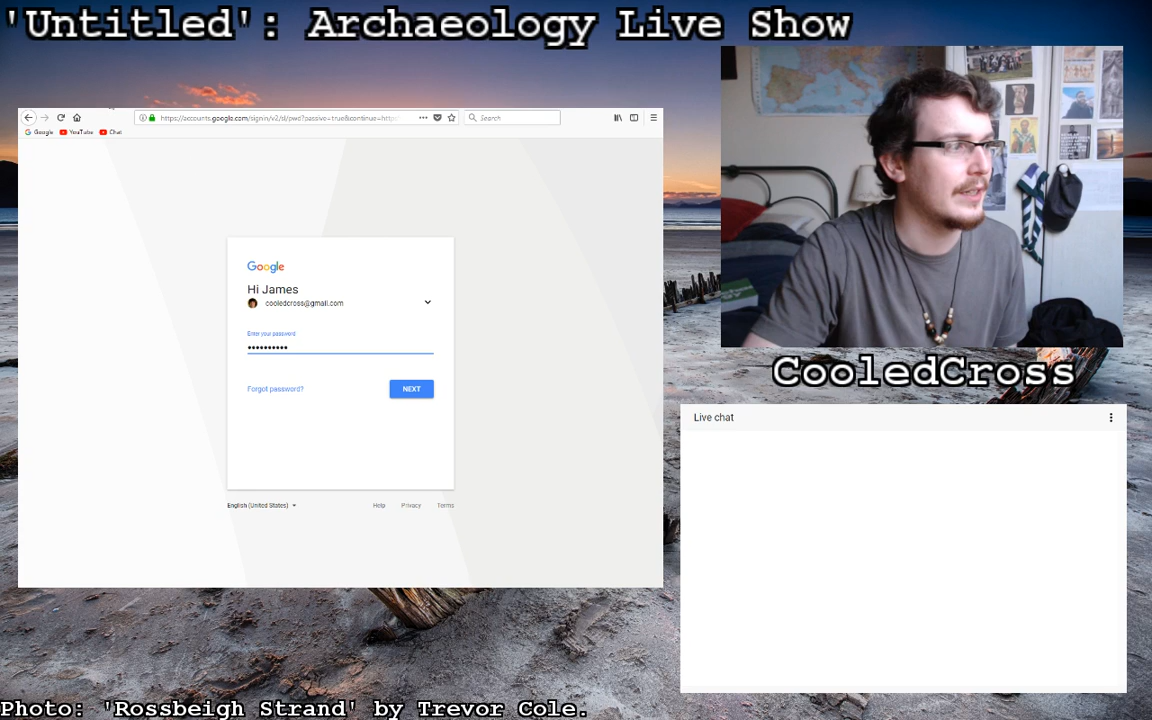 'Untitled': Archaeology Live Show
Search
Google YouTube Chat
Google
Hi James
cooledcross@gmail.com
Enter your password
••••••••••
Forgot password? NEXT
English (United States) Help Privacy Terms
CooledCross
Live chat
Photo: 'Rossbeigh Strand' by Trevor Cole.